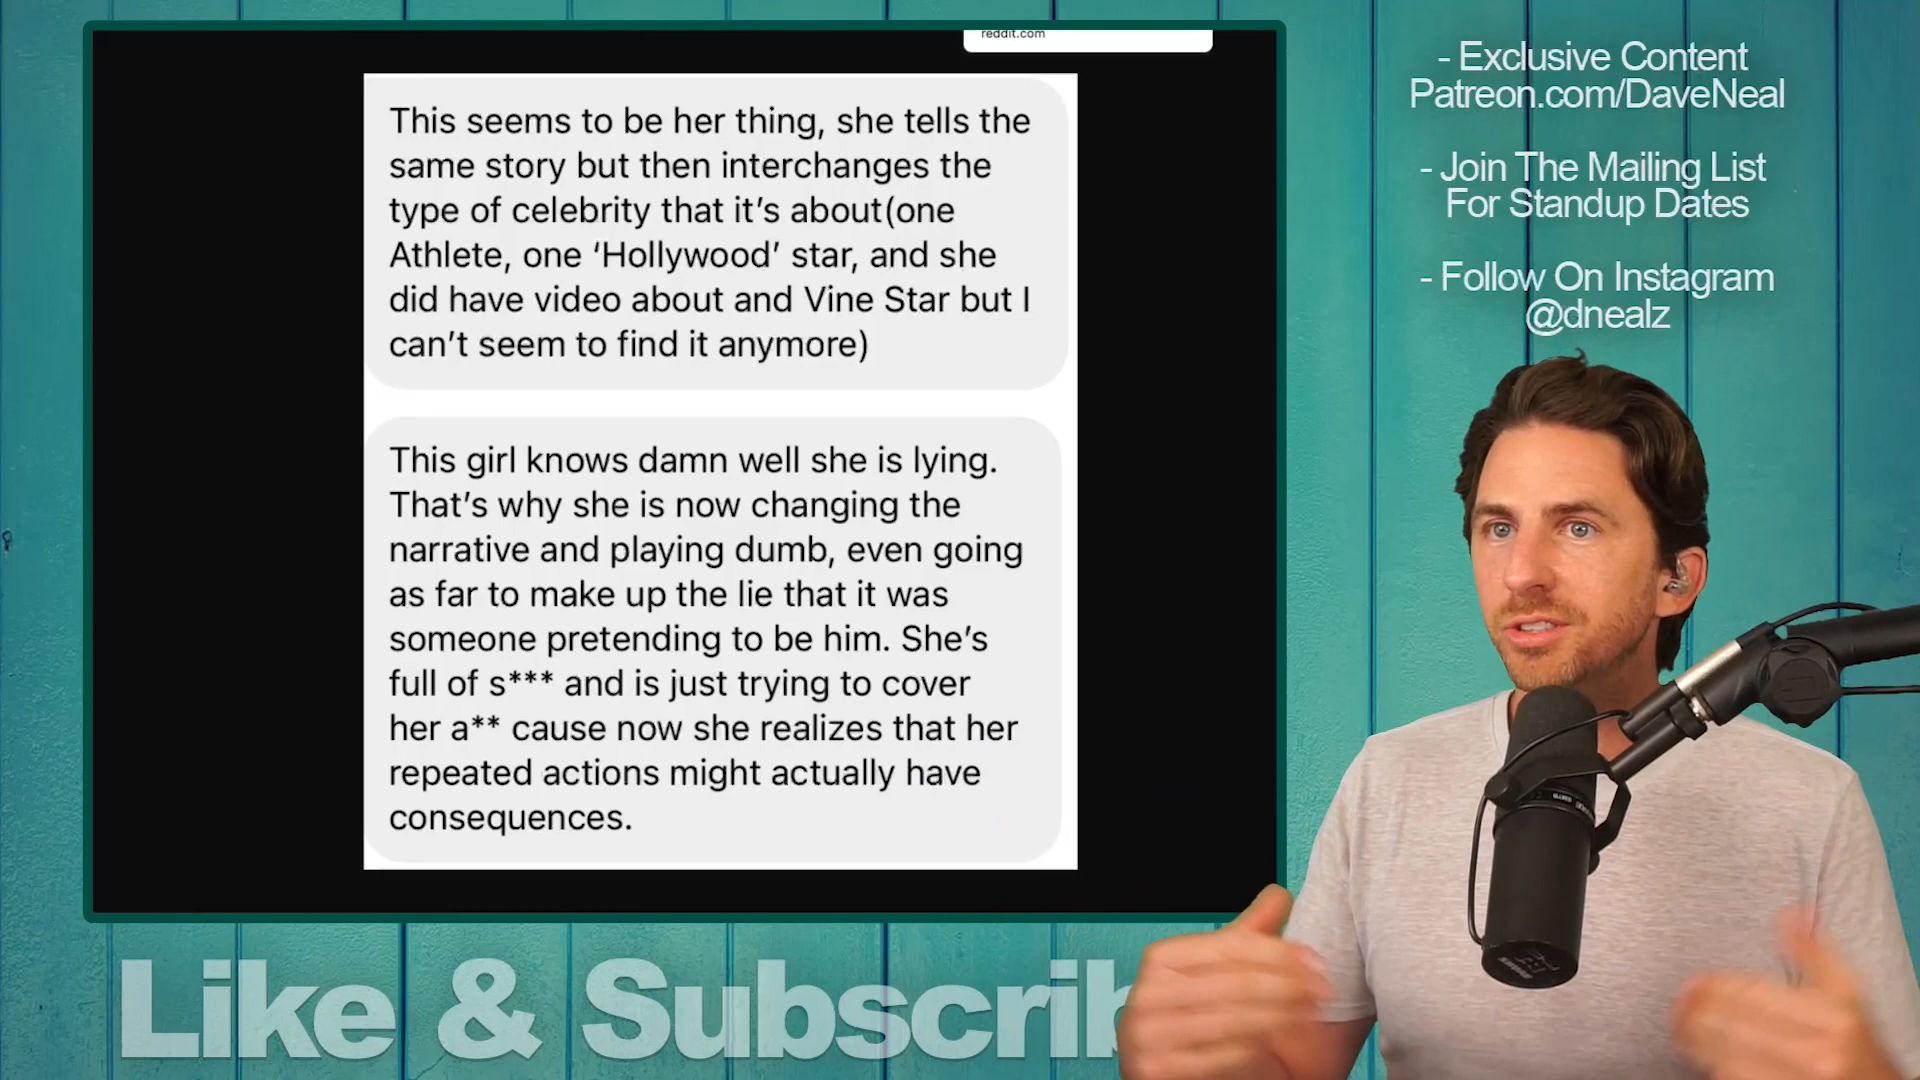 reddit.com
This seems to be her thing, she tells the
same story but then interchanges the
type of celebrity that it’s about(one
Athlete, one ‘Hollywood’ star, and she
did have video about and Vine Star but I
can’t seem to find it anymore)
This girl knows damn well she is lying.
That’s why she is now changing the
narrative and playing dumb, even going
as far to make up the lie that it was
someone pretending to be him. She’s
full of s*** and is just trying to cover
her a** cause now she realizes that her
repeated actions might actually have
consequences.
- Exclusive Content
Patreon.com/DaveNeal
- Join The Mailing List
For Standup Dates
- Follow On Instagram
@dnealz
Like & Subscrib